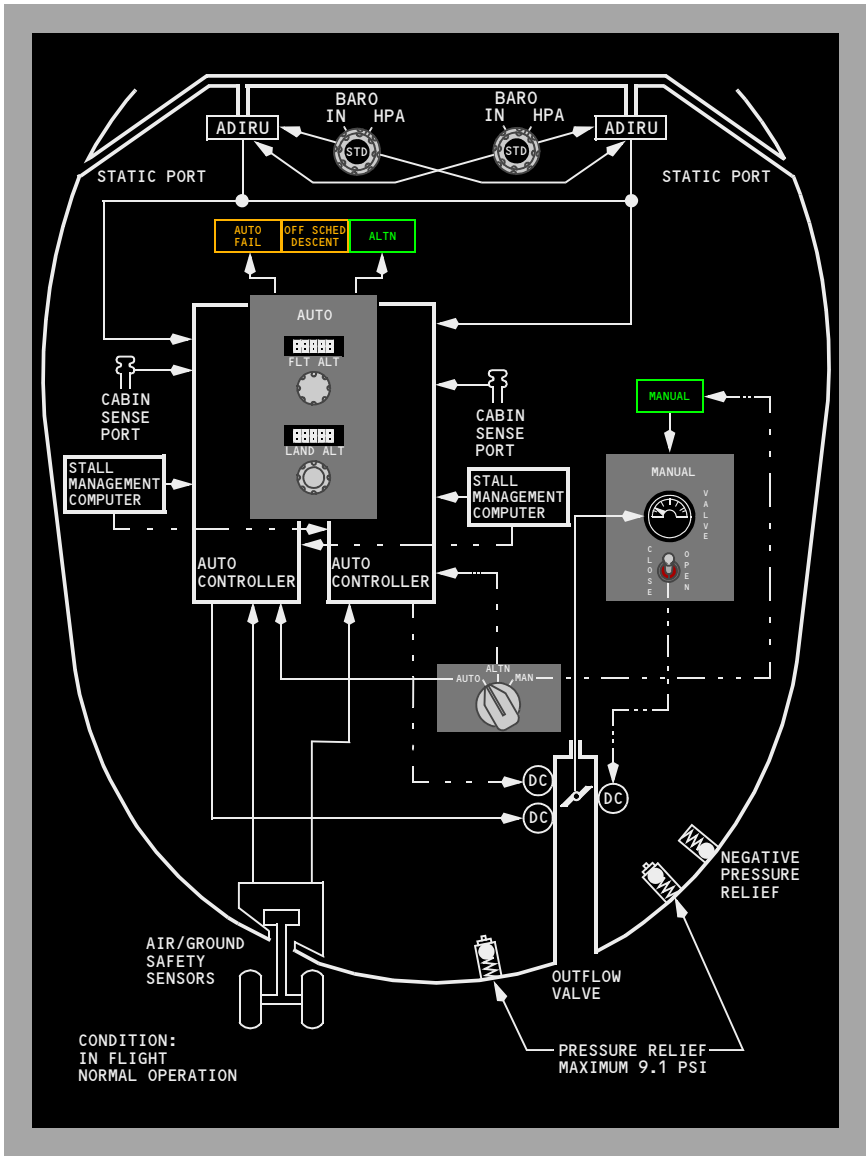 BARO
IN HPA
STD
BARO
IN HPA
STD
ADIRU
ADIRU
STATIC PORT
STATIC PORT
AUTO
FAIL
OFF SCHED
DESCENT
ALTN
AUTO
FLT ALT
LAND ALT
CABIN
SENSE
PORT
CABIN
SENSE
PORT
STALL
MANAGEMENT
COMPUTER
STALL
MANAGEMENT
COMPUTER
MANUAL
MANUAL
VALVE
CLOSE
OPEN
AUTO
CONTROLLER
AUTO
CONTROLLER
AUTO
ALTN
MAN
DC
DC
DC
NEGATIVE
PRESSURE
RELIEF
AIR/GROUND
SAFETY
SENSORS
OUTFLOW
VALVE
CONDITION:
IN FLIGHT
NORMAL OPERATION
PRESSURE RELIEF
MAXIMUM 9.1 PSI